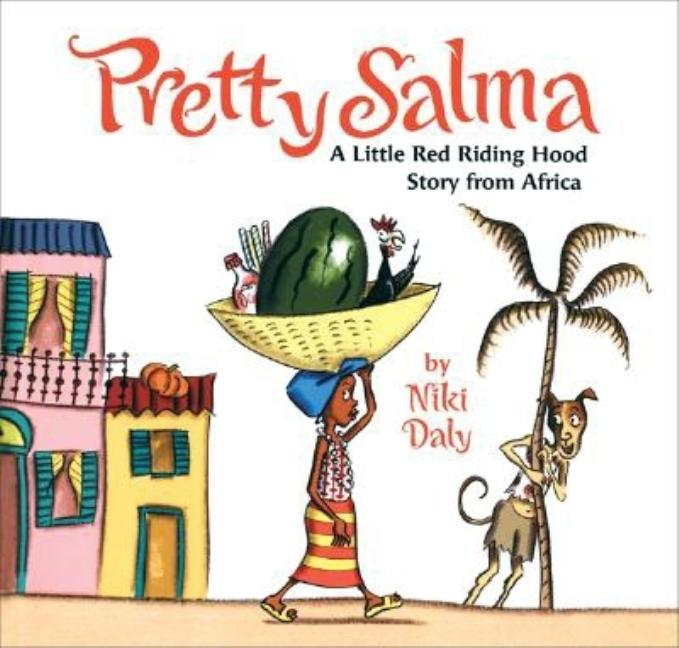 Pretty Salma
A Little Red Riding Hood
Story from Africa
by
Niki
Daly